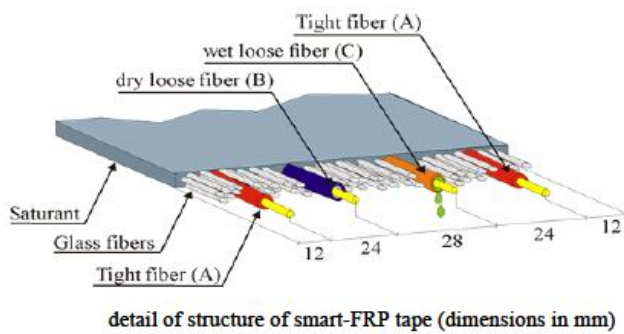 Tight fiber (A)
wet loose fiber (C)
dry loose fiber (B)
Saturant
Glass fibers
Tight fiber (A)
12
24
28
24
12
detail of structure of smart-FRP tape (dimensions in mm)